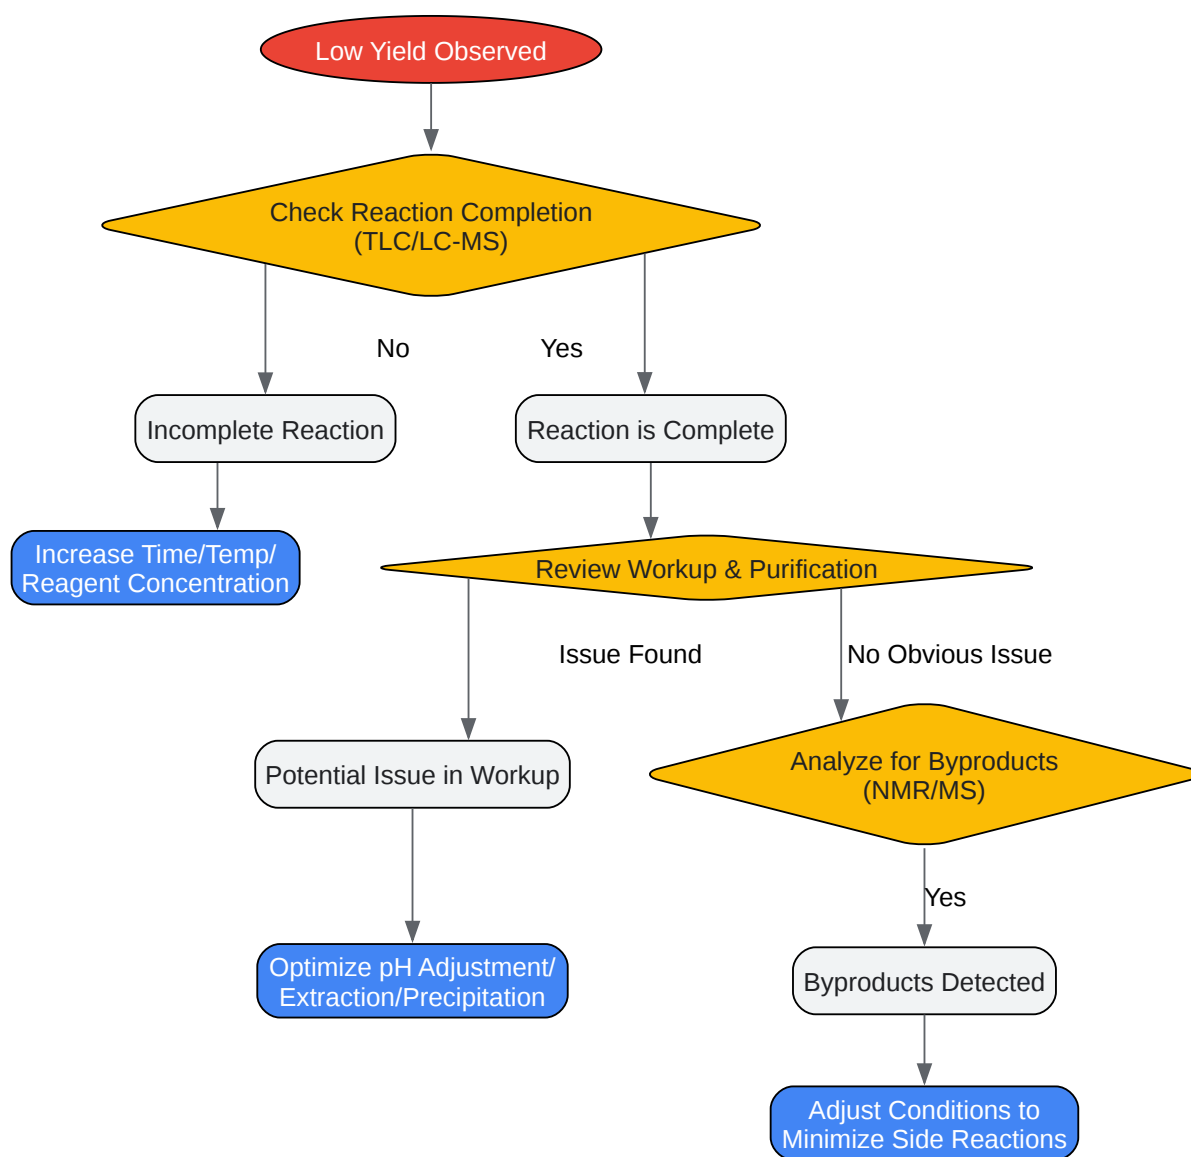 Low Yield Observed
Check Reaction Completion
(TLC/LC-MS)
No
Yes
Incomplete Reaction
Reaction is Complete
Increase Time/Temp/
Reagent Concentration
Review Workup & Purification
Issue Found
No Obvious Issue
Potential Issue in Workup
Analyze for Byproducts
(NMR/MS)
Yes
Optimize pH Adjustment/
Extraction/Precipitation
Byproducts Detected
Adjust Conditions to
Minimize Side Reactions